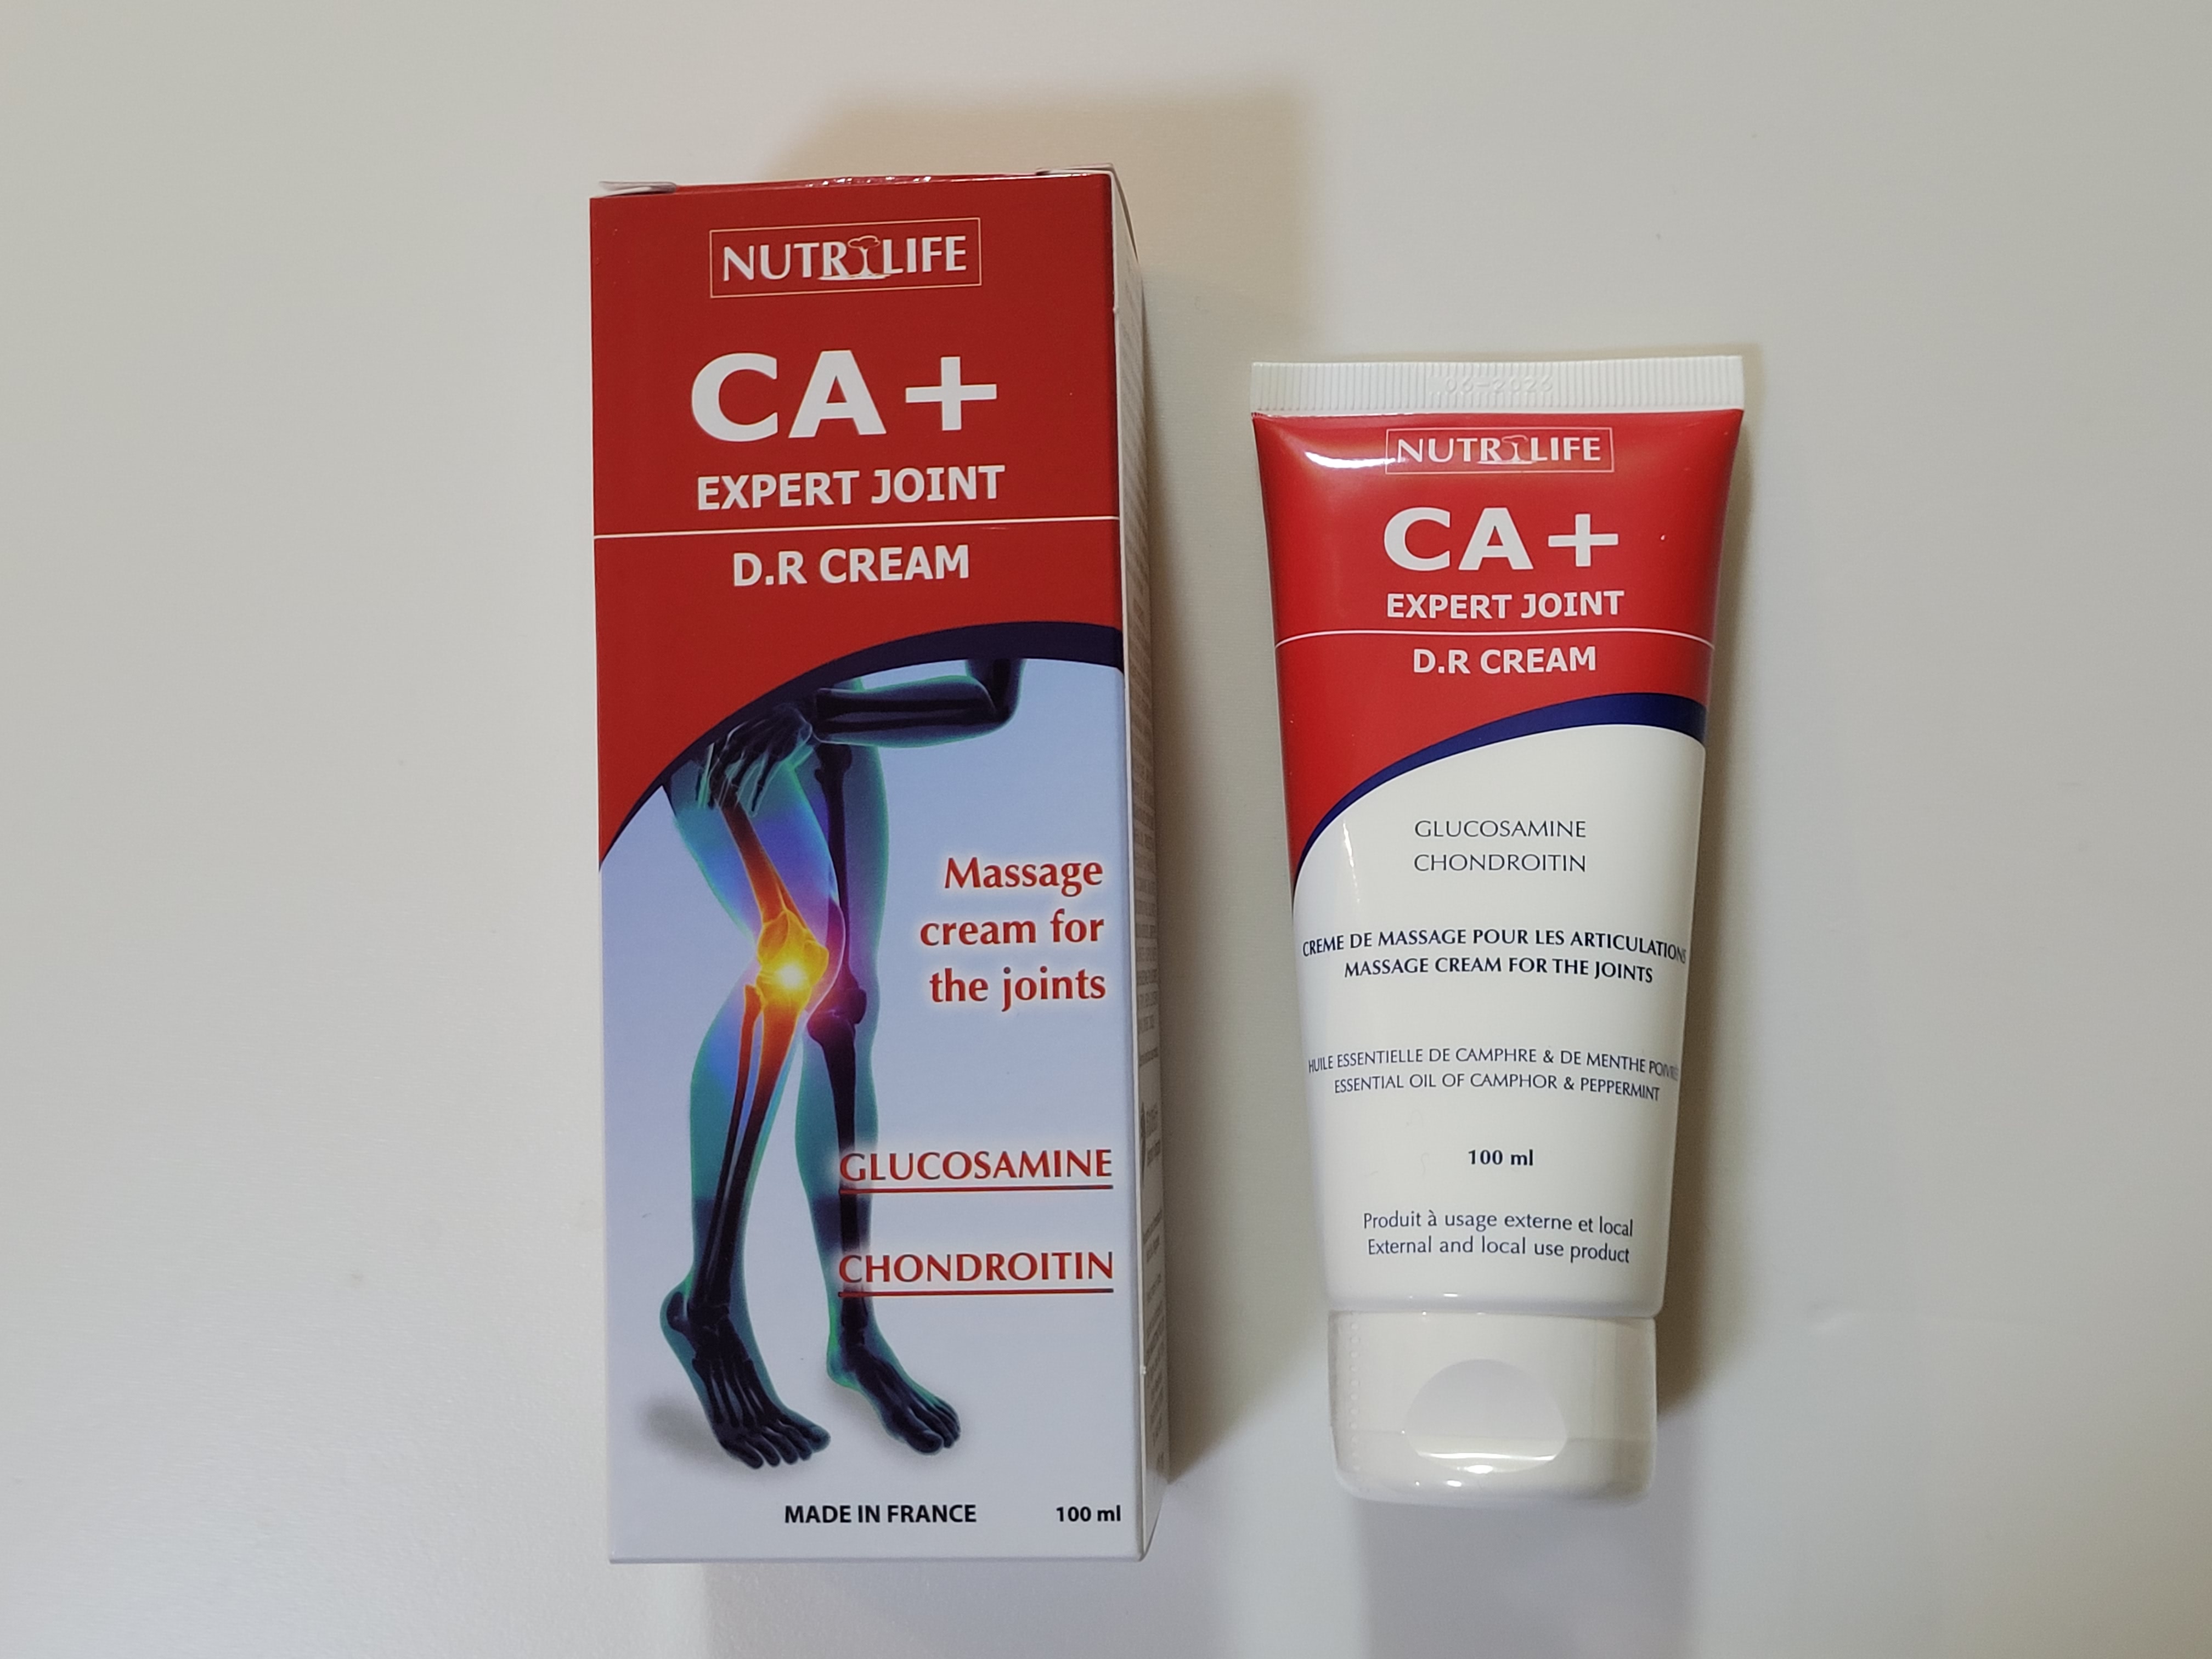 NUTRILIFE
CA+
EXPERT JOINT
D.R CREAM
Massage
cream for
the joints
GLUCOSAMINE
CHONDROITIN
MADE IN FRANCE 100 ml
06-2026
NUTRILIFE
CA+
EXPERT JOINT
D.R CREAM
GLUCOSAMINE
CHONDROITIN
CREME DE MASSAGE POUR LES ARTICULATIONS
MASSAGE CREAM FOR THE JOINTS
HUILE ESSENTIELLE DE CAMPHRE & DE MENTHE
ESSENTIAL OIL OF CAMPHOR & PEPPERMINT
100 ml
Produit à usage externe et local
External and local use product